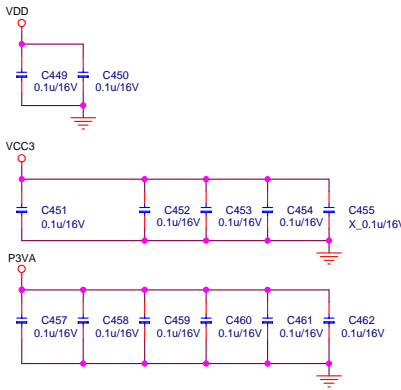 VDD
C449 C450
0.1u/16V 0.1u/16V
VCC3
C451 C452 C453 C454 C455
0.1u/16V 0.1u/16V 0.1u/16V 0.1u/16V X_0.1u/16V
P3VA
C457 C458 C459 C460 C461 C462
0.1u/16V 0.1u/16V 0.1u/16V 0.1u/16V 0.1u/16V 0.1u/16V